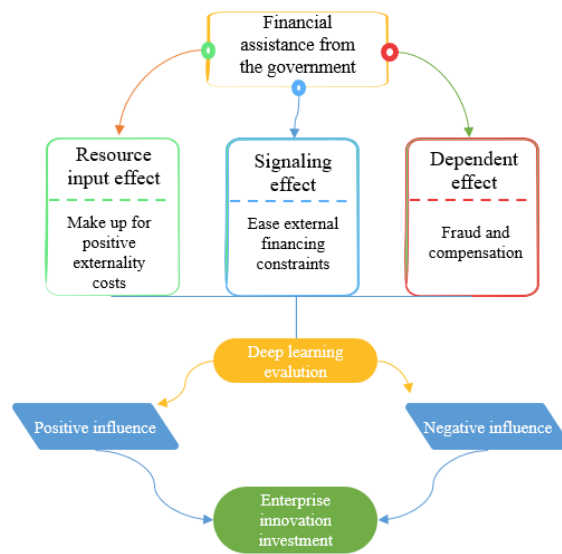 Financial
assistance from
the government
Resource
input effect
Make up for
positive
externality
costs
Signaling
effect
Ease external
financing
constraints
Dependent
effect
Fraud and
compensation
Deep learning
evalution
Positive influence
Negative influence
Enterprise
innovation
investment